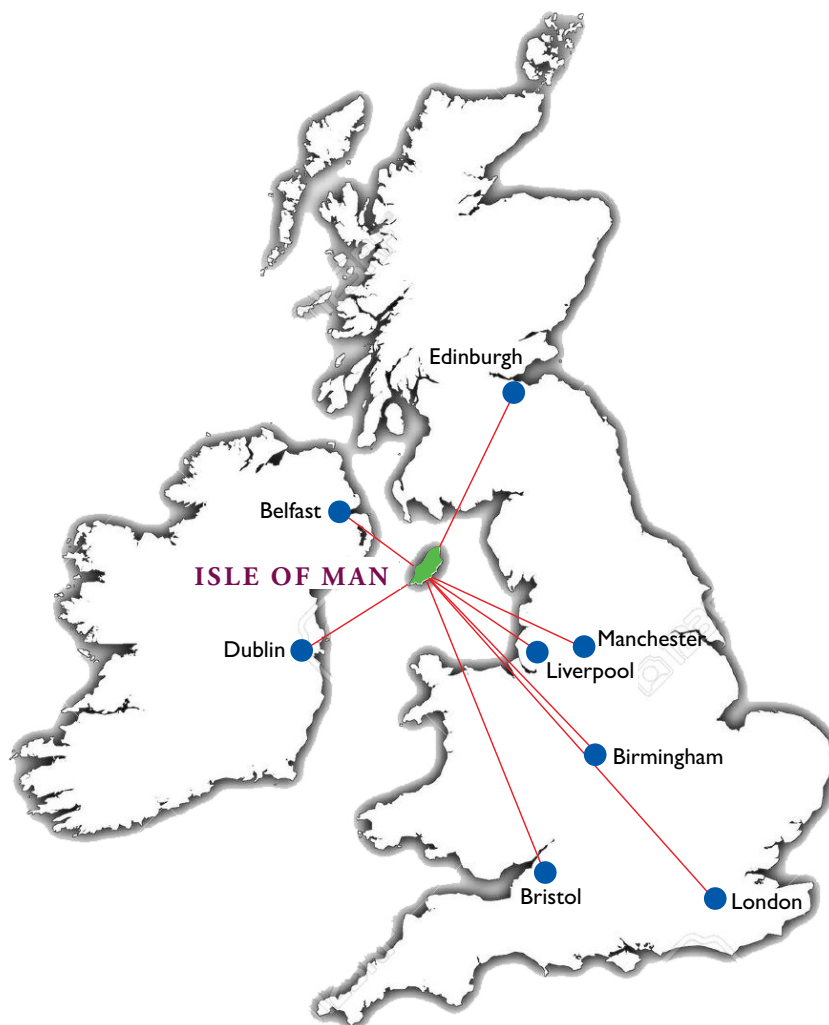 Edinburgh
Belfast
ISLE OF MAN
Dublin
Manchester
Liverpool
Birmingham
Bristol
London